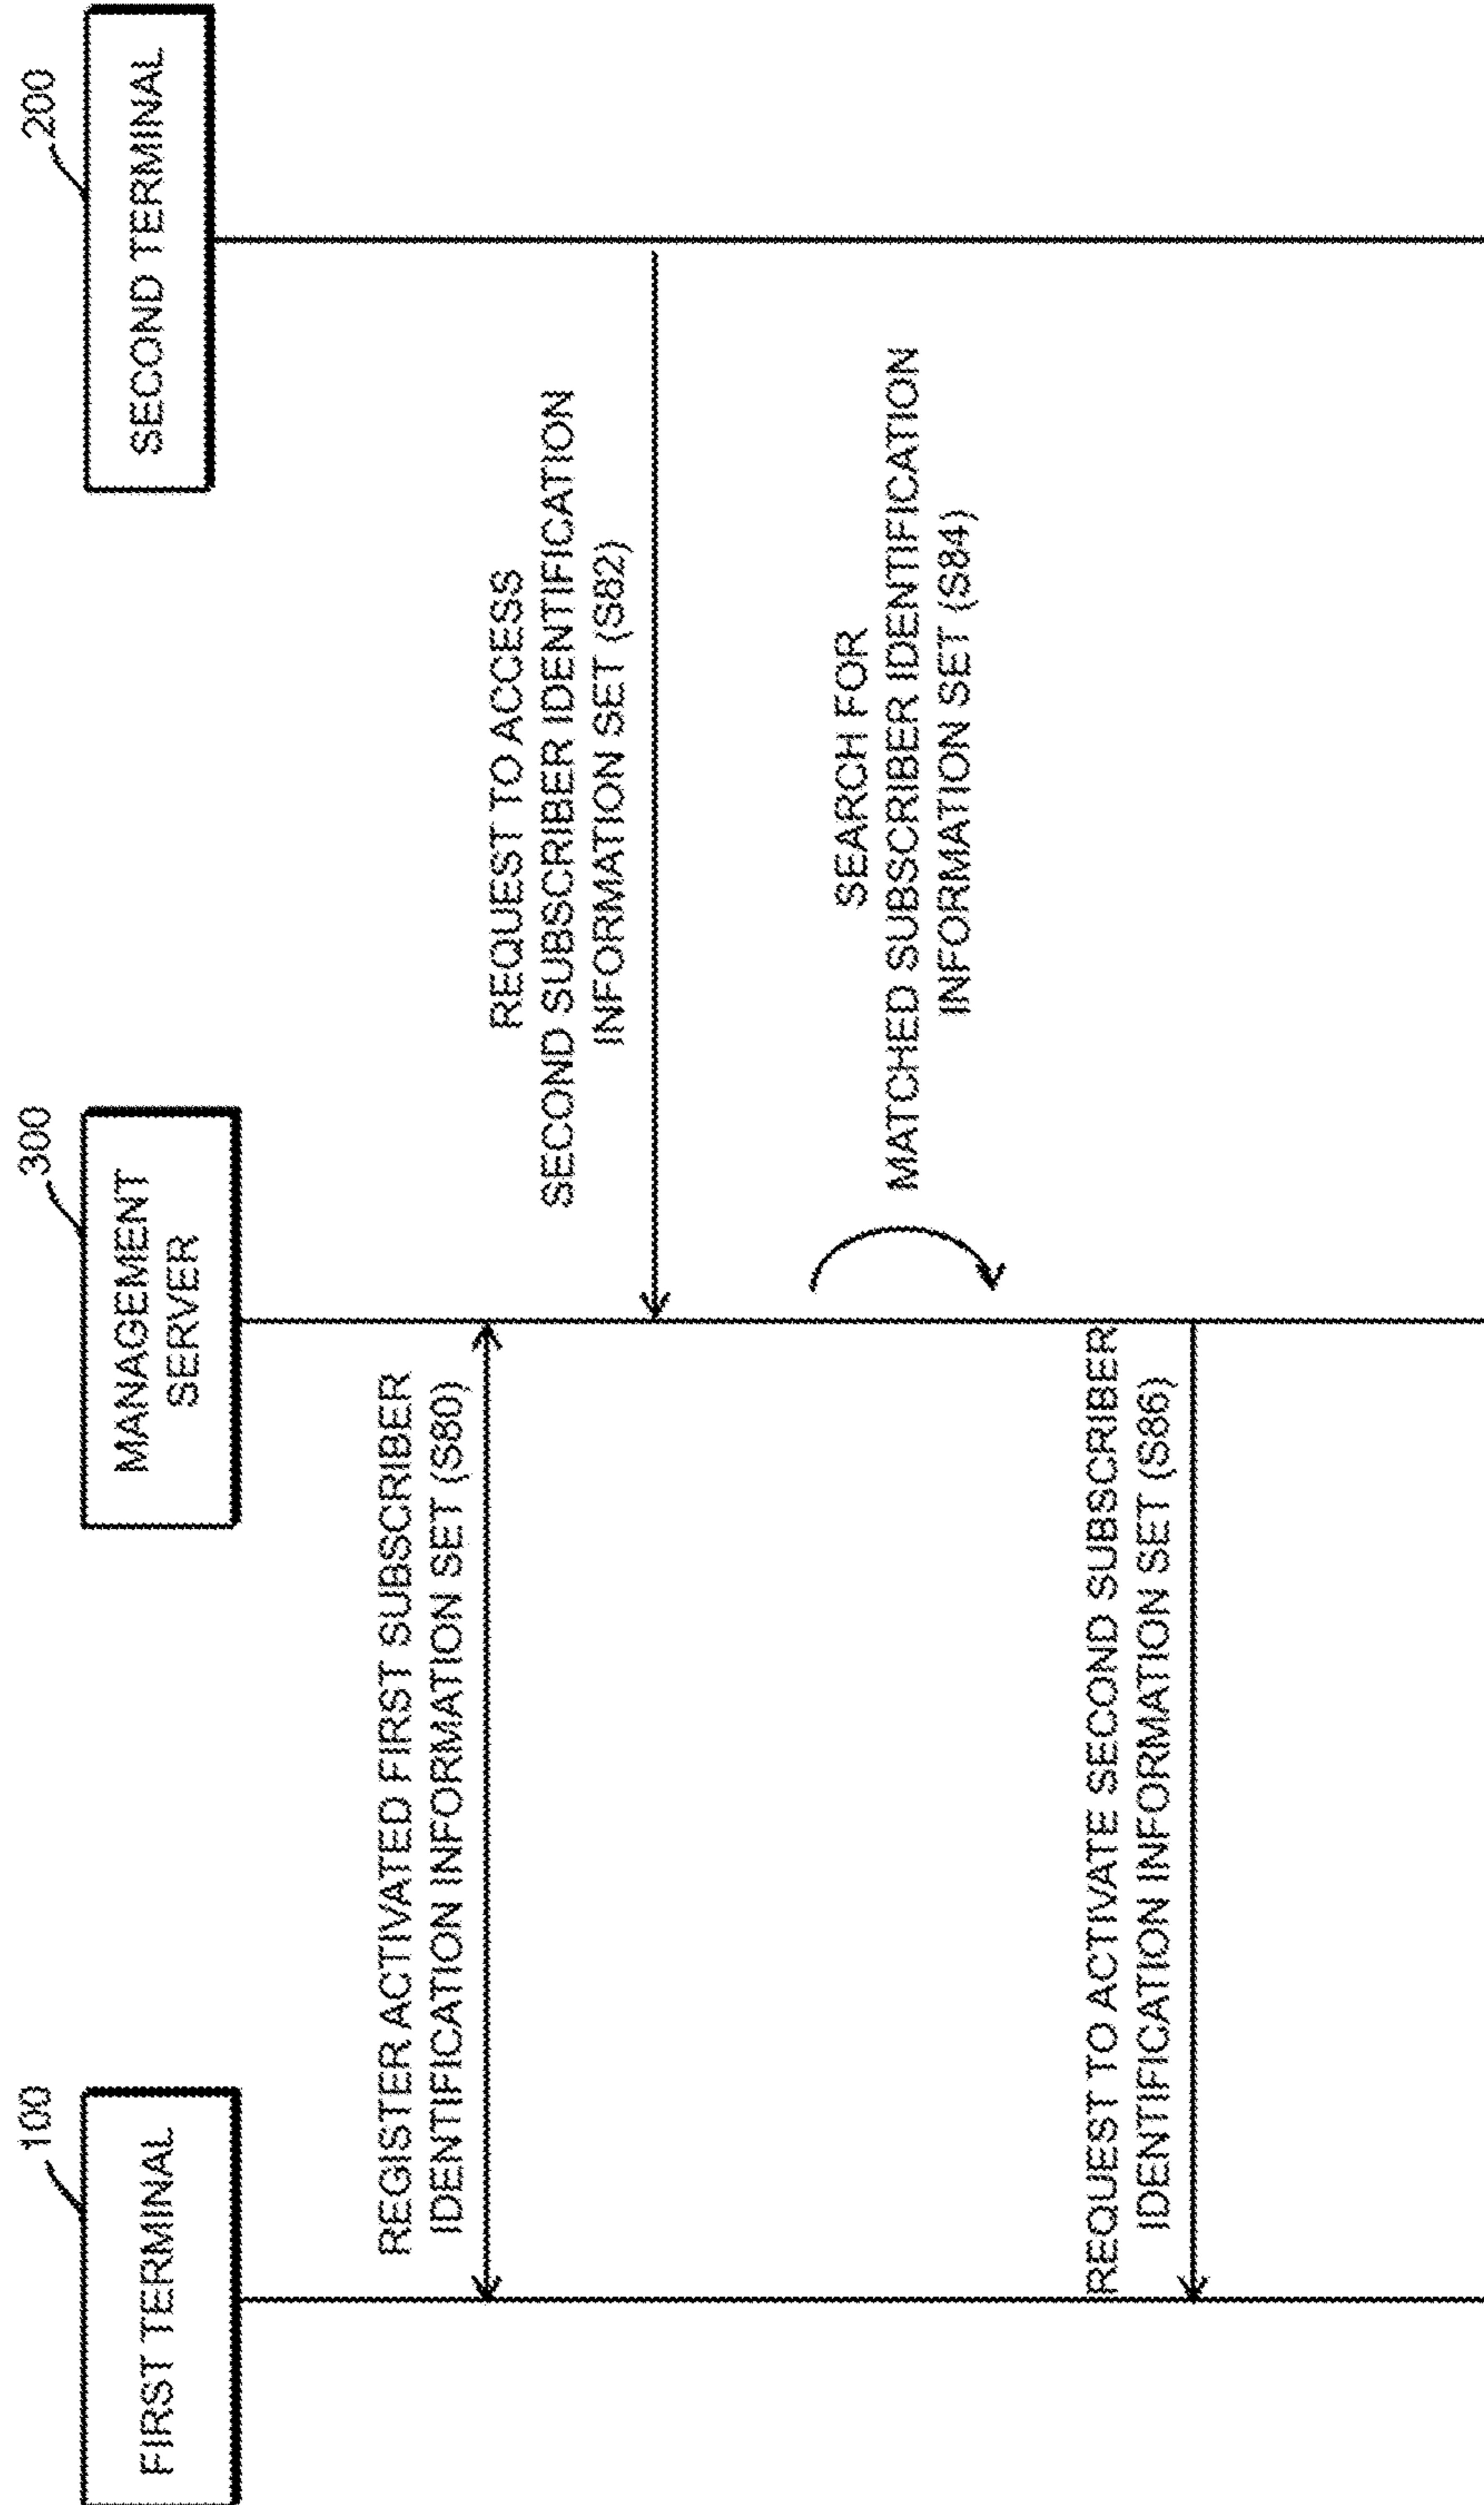 100
FIRST TERMINAL
300
MANAGEMENT
SERVER
200
SECOND TERMINAL
REGISTER ACTIVATED FIRST SUBSCRIBER
IDENTIFICATION INFORMATION SET (S80)
REQUEST TO ACCESS
SECOND SUBSCRIBER IDENTIFICATION
INFORMATION SET (S82)
SEARCH FOR
MATCHED SUBSCRIBER IDENTIFICATION
INFORMATION SET (S84)
REQUEST TO ACTIVATE SECOND SUBSCRIBER
IDENTIFICATION INFORMATION SET (S86)